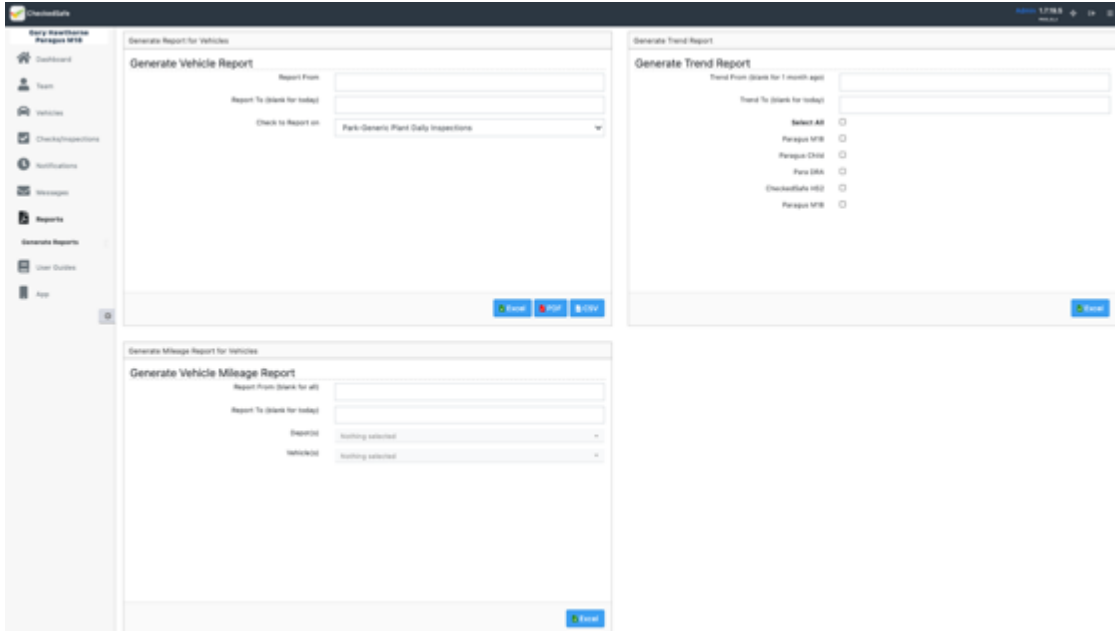 CheckedSafe
Admin 1.7.19.5
Gary Hawthorne
Paragus M18
Dashboard
Team
Vehicles
Checks/Inspections
Notifications
Messages
Reports
Generate Reports
User Guides
App
Generate Report for Vehicles
Generate Vehicle Report
Report From
Report To (blank for today)
Check to Report on
Park-Generic Plant Daily Inspections
Excel
PDF
CSV
Generate Trend Report
Generate Trend Report
Trend From (blank for 1 month ago)
Trend To (blank for today)
Select All
Paragus M18
Paragus Child
Para DRA
CheckedSafe HS2
Paragus M18
Excel
Generate Mileage Report for Vehicles
Generate Vehicle Mileage Report
Report From (blank for all)
Report To (blank for today)
Depot(s)
Nothing selected
Vehicle(s)
Nothing selected
Excel